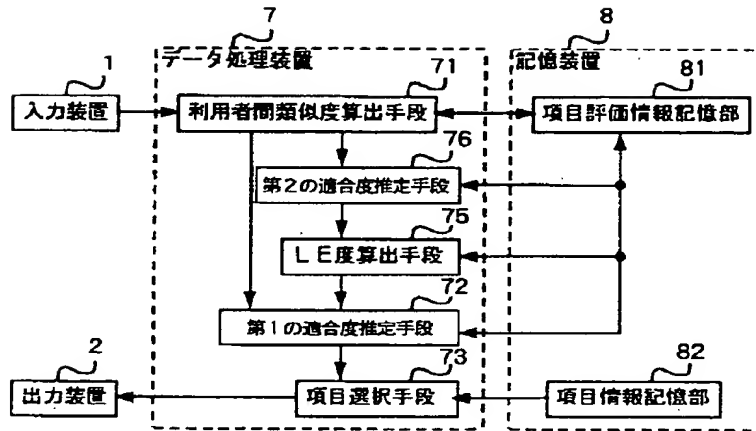 7
8
データ処理装置
記憶装置
1
71
81
入力装置
利用者間類似度算出手段
項目評価情報記憶部
76
第2の適合度推定手段
75
LE度算出手段
72
第1の適合度推定手段
2
73
82
出力装置
項目選択手段
項目情報記憶部